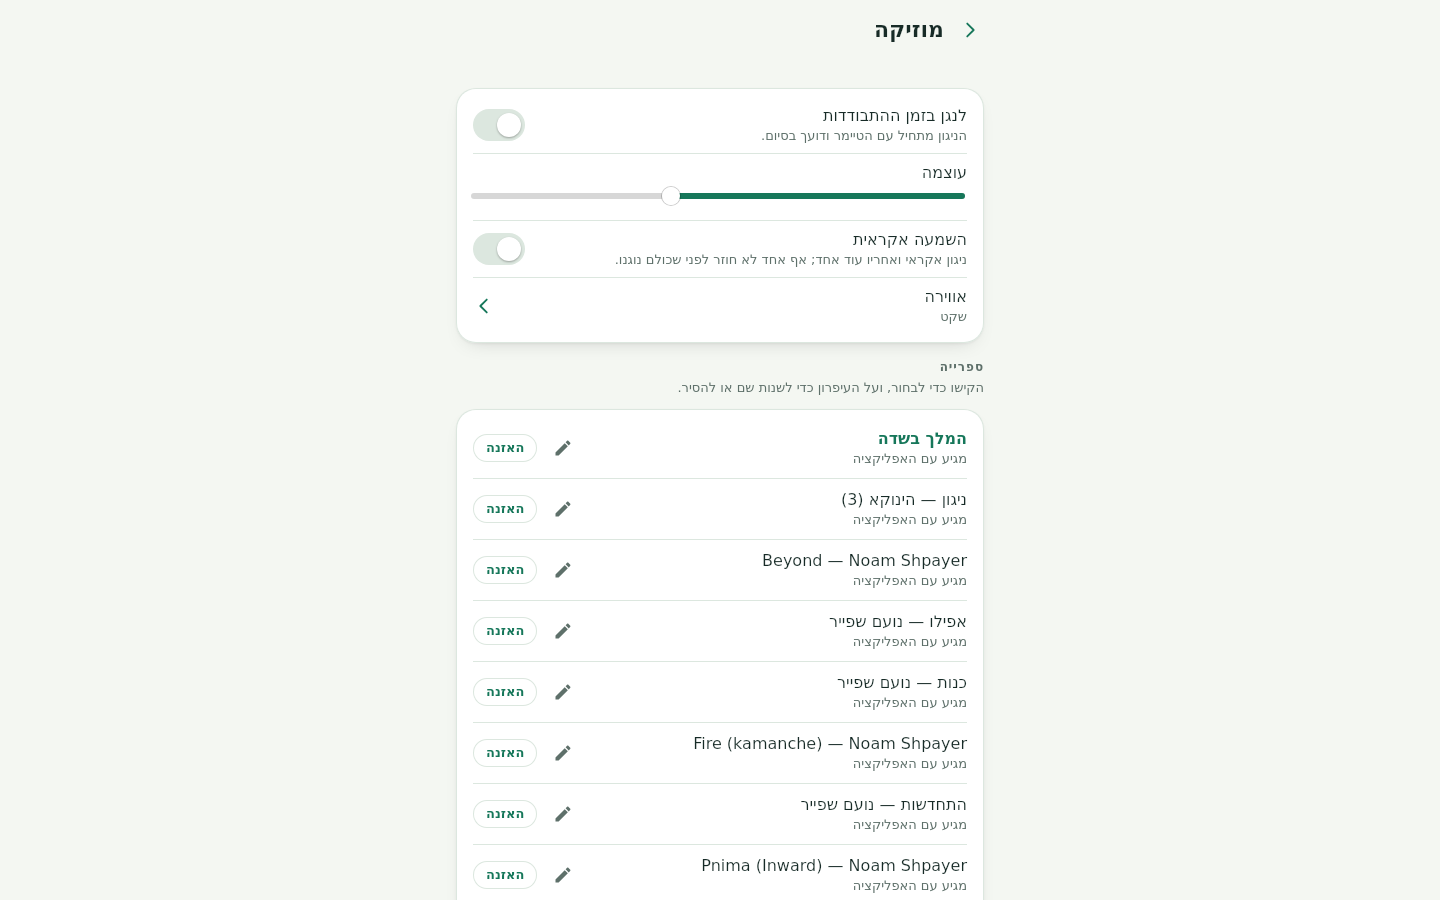 מוזיקה
לנגן בזמן ההתבודדות
הניגון מתחיל עם הטיימר ודועך בסיום.
עוצמה
השמעה אקראית
ניגון אקראי ואחריו עוד אחד; אף אחד לא חוזר לפני שכולם נוגנו.
אווירה
שקט
ספרייה
הקישו כדי לבחור, ועל העיפרון כדי לשנות שם או להסיר.
המלך בשדה
מגיע עם האפליקציה
האזנה
ניגון — הינוקא (3)
מגיע עם האפליקציה
האזנה
Beyond — Noam Shpayer
מגיע עם האפליקציה
האזנה
אפילו — נועם שפייר
מגיע עם האפליקציה
האזנה
כנות — נועם שפייר
מגיע עם האפליקציה
האזנה
Fire (kamanche) — Noam Shpayer
מגיע עם האפליקציה
האזנה
התחדשות — נועם שפייר
מגיע עם האפליקציה
האזנה
Pnima (Inward) — Noam Shpayer
מגיע עם האפליקציה
האזנה